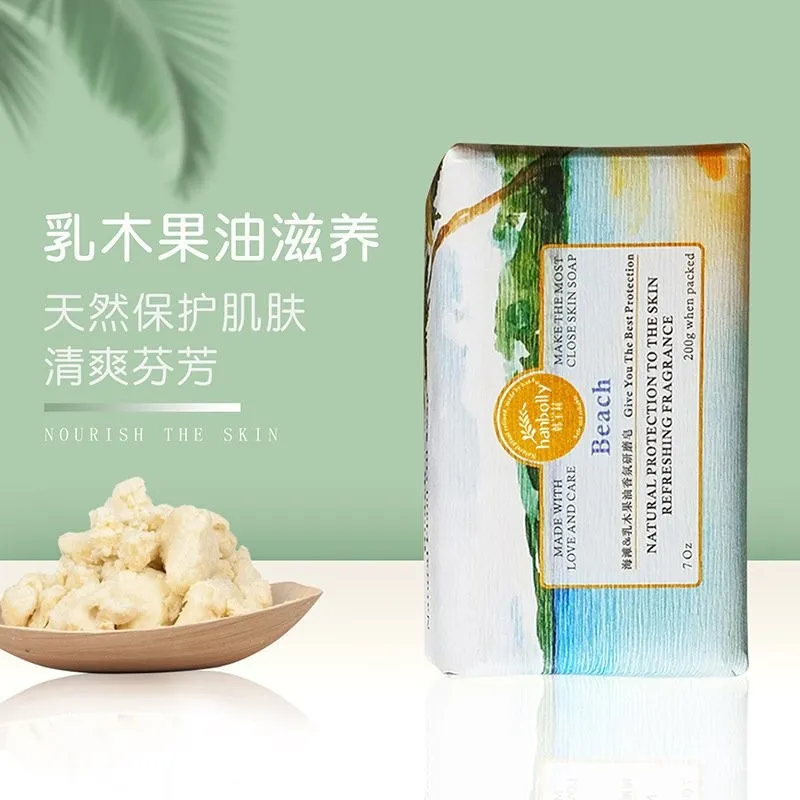 乳木果油滋养
天然保护肌肤
清爽芬芳
NOURISH THE SKIN
MADE WITH
LOVE AND CARE
MAKE THE MOST
CLOSE SKIN SOAP
hanbolly
Beach
海滩&乳木果油香氛研磨皂
Give You The Best Protection
NATURAL PROTECTION TO THE SKIN
REFRESHING FRAGRANCE
7 Oz
200g when packed